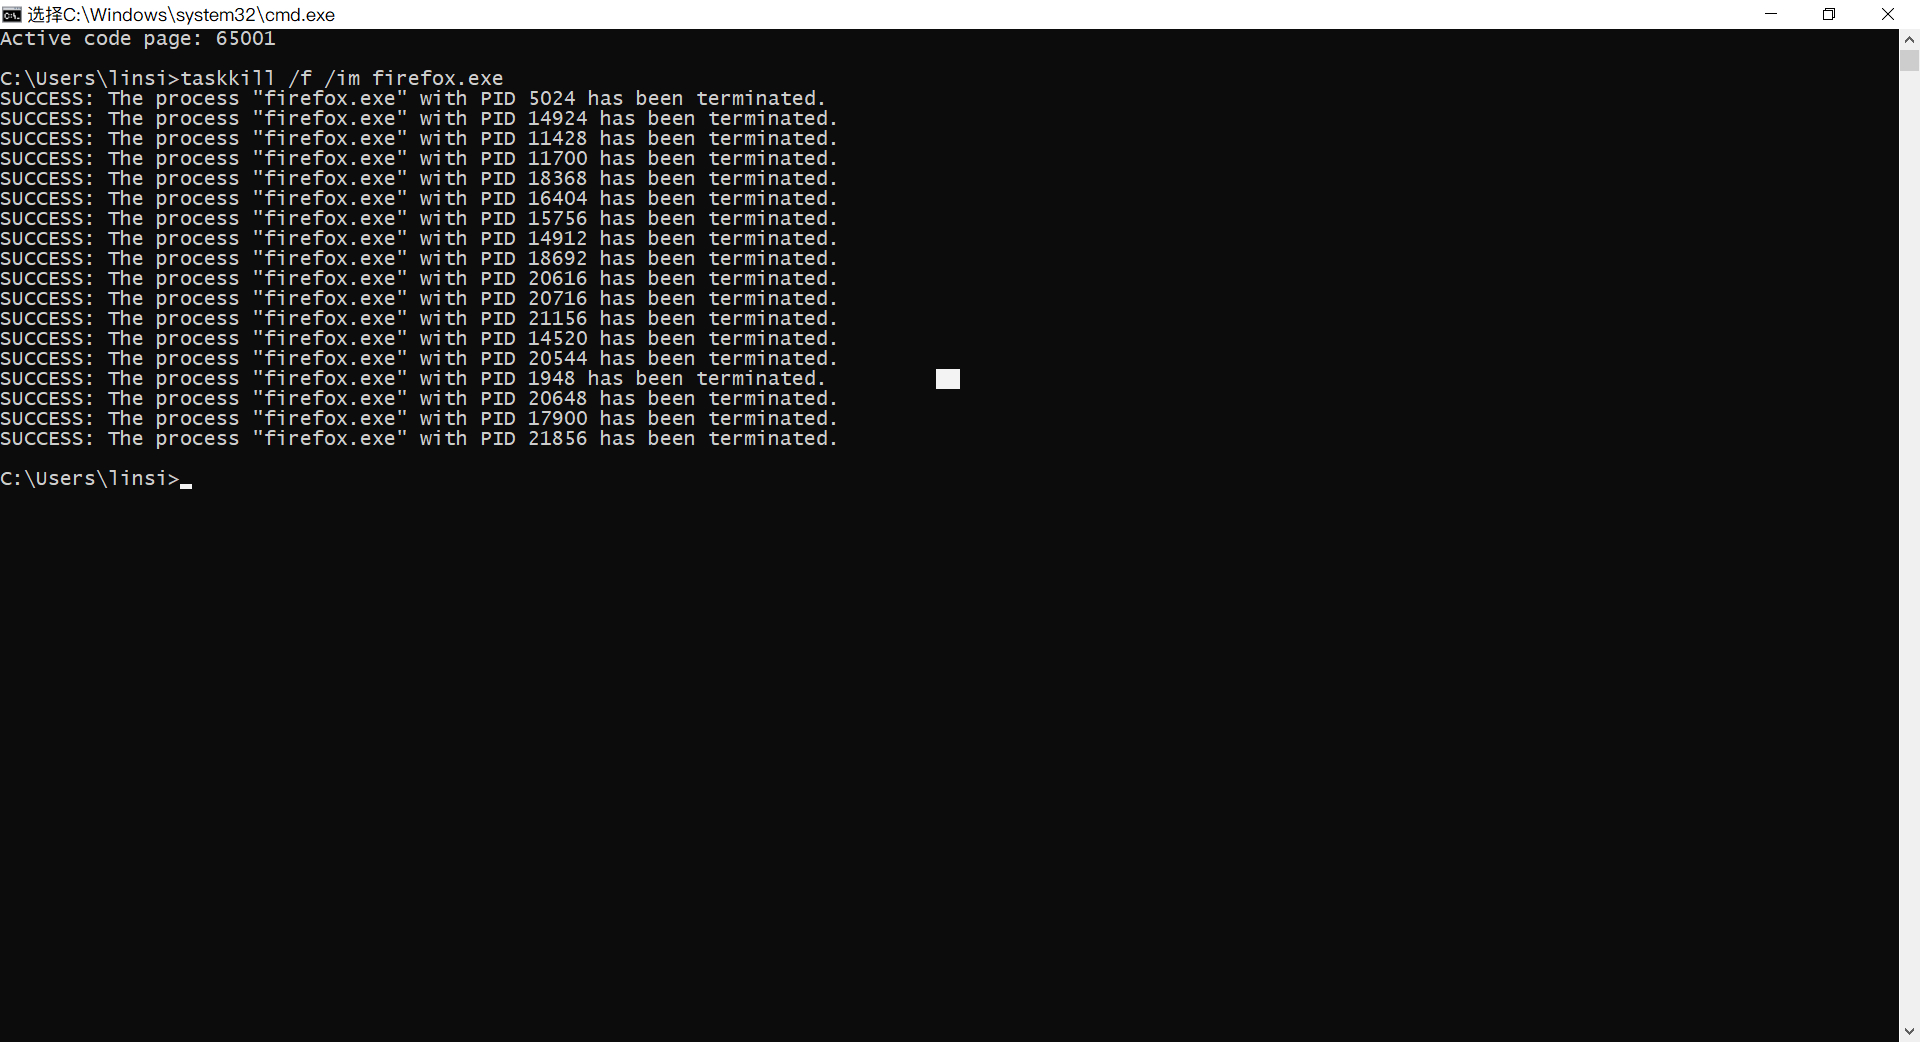 选择C:\Windows\system32\cmd.exe
Active code page: 65001
C:\Users\linsi>taskkill /f /im firefox.exe
SUCCESS: The process "firefox.exe" with PID 5024 has been terminated.
SUCCESS: The process "firefox.exe" with PID 14924 has been terminated.
SUCCESS: The process "firefox.exe" with PID 11428 has been terminated.
SUCCESS: The process "firefox.exe" with PID 11700 has been terminated.
SUCCESS: The process "firefox.exe" with PID 18368 has been terminated.
SUCCESS: The process "firefox.exe" with PID 16404 has been terminated.
SUCCESS: The process "firefox.exe" with PID 15756 has been terminated.
SUCCESS: The process "firefox.exe" with PID 14912 has been terminated.
SUCCESS: The process "firefox.exe" with PID 18692 has been terminated.
SUCCESS: The process "firefox.exe" with PID 20616 has been terminated.
SUCCESS: The process "firefox.exe" with PID 20716 has been terminated.
SUCCESS: The process "firefox.exe" with PID 21156 has been terminated.
SUCCESS: The process "firefox.exe" with PID 14520 has been terminated.
SUCCESS: The process "firefox.exe" with PID 20544 has been terminated.
SUCCESS: The process "firefox.exe" with PID 1948 has been terminated.
SUCCESS: The process "firefox.exe" with PID 20648 has been terminated.
SUCCESS: The process "firefox.exe" with PID 17900 has been terminated.
SUCCESS: The process "firefox.exe" with PID 21856 has been terminated.
C:\Users\linsi>